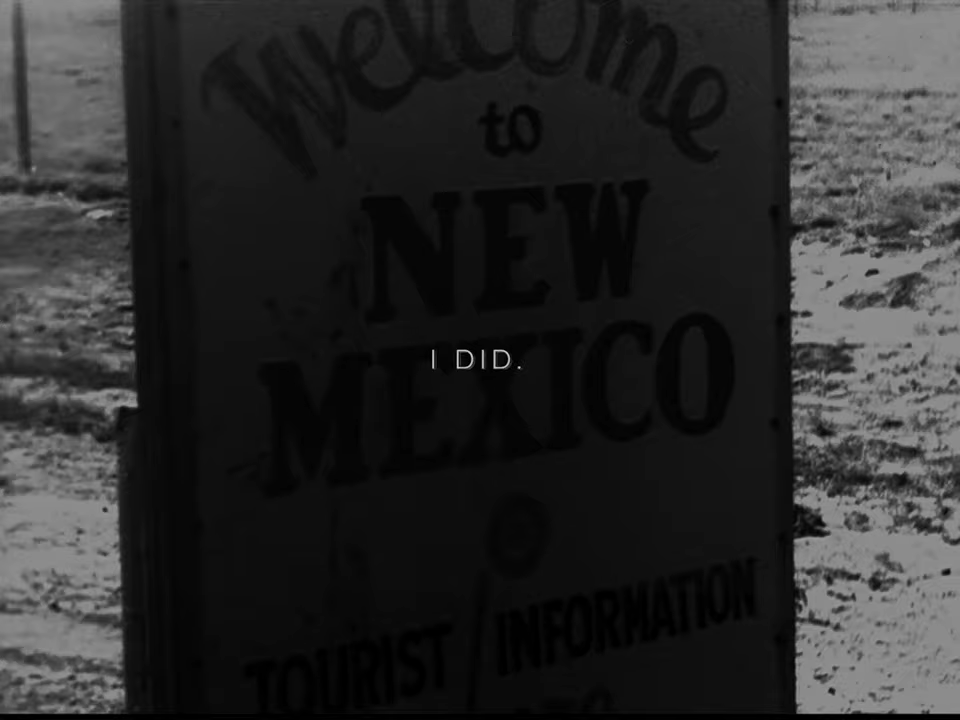 Welcome
to
NEW
MEXICO
I DID.
TOURIST INFORMATION